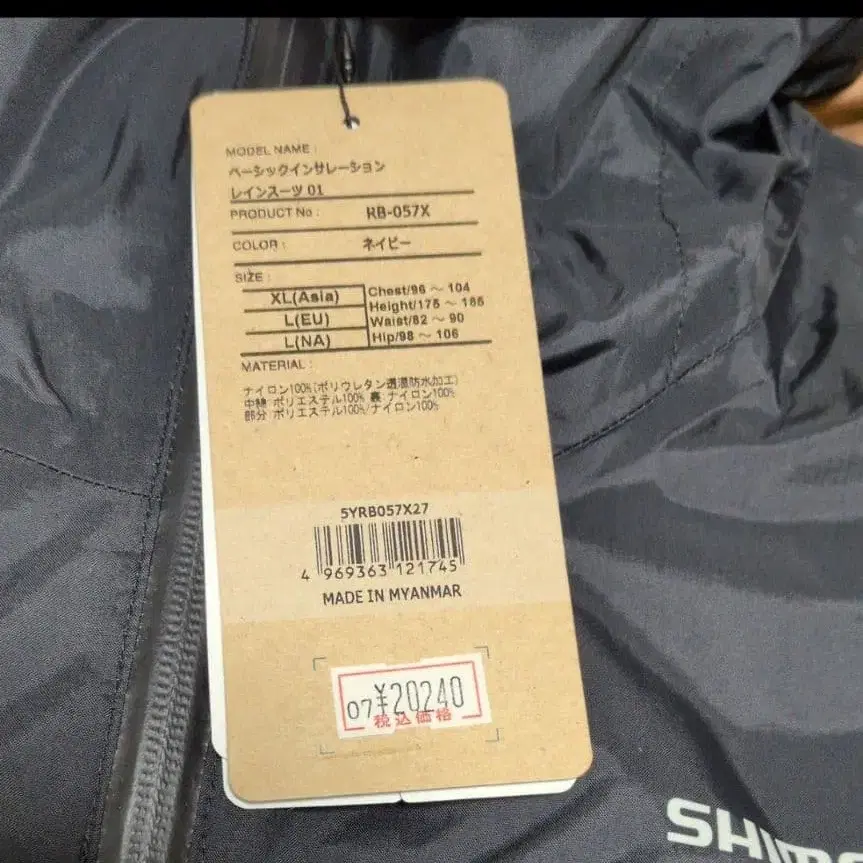 MODEL NAME :
ベーシックインサレーション
レインスーツ 01
PRODUCT No : RB-057X
COLOR : ネイビー
SIZE :
XL(Asia)
L(EU)
L(NA)
Chest/96 ～ 104
Height/175 ～ 185
Waist/82 ～ 90
Hip/98 ～ 106
MATERIAL :
ナイロン100%(ポリウレタン透湿防水加工)
中綿 ポリエステル100% 裏 ナイロン100%
部分 ポリエステル100%/ナイロン100%
5YRB057X27
4 969363 121745
MADE IN MYANMAR
07 ¥20240
税込価格